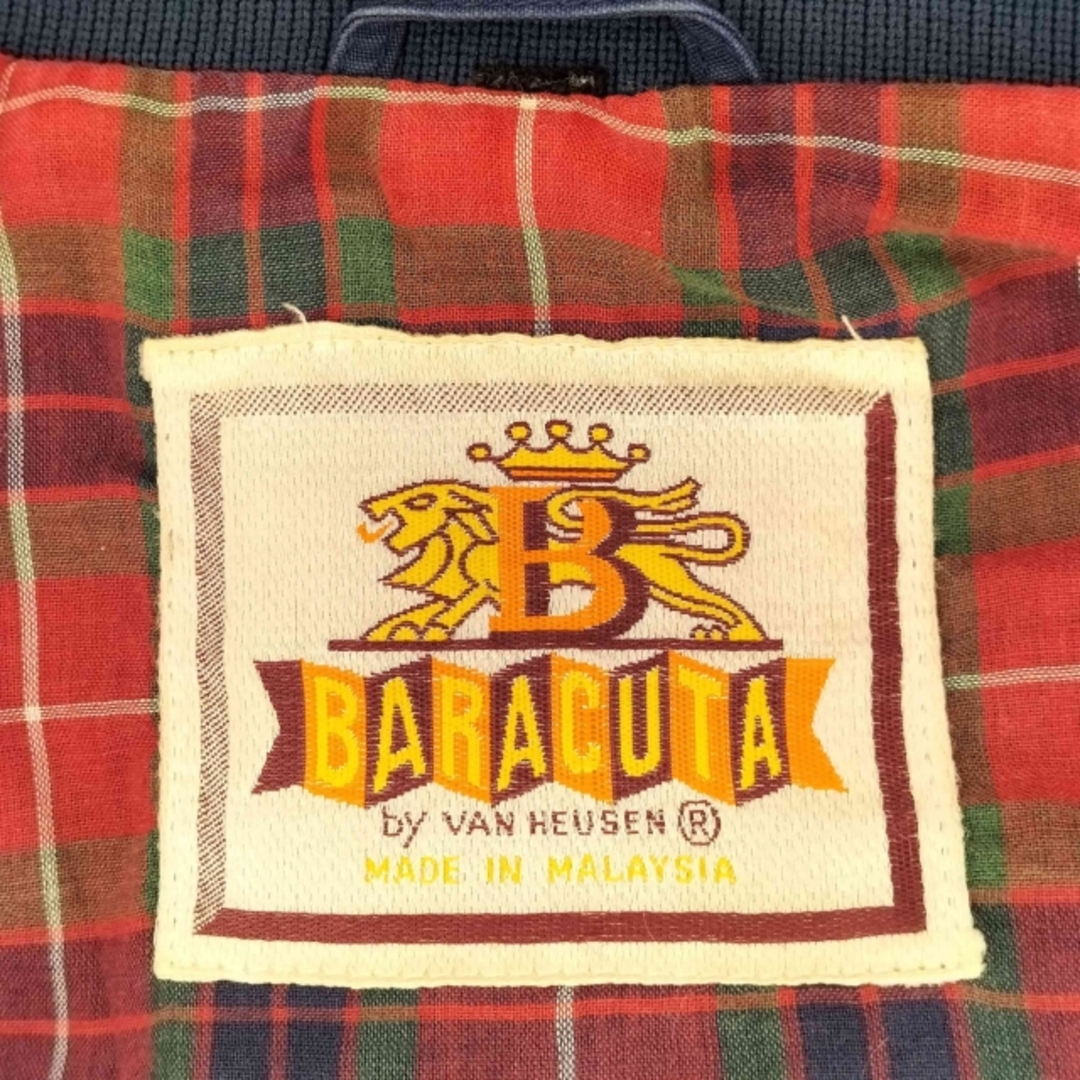 B
BARACUTA
by VAN HEUSEN ®
MADE IN MALAYSIA